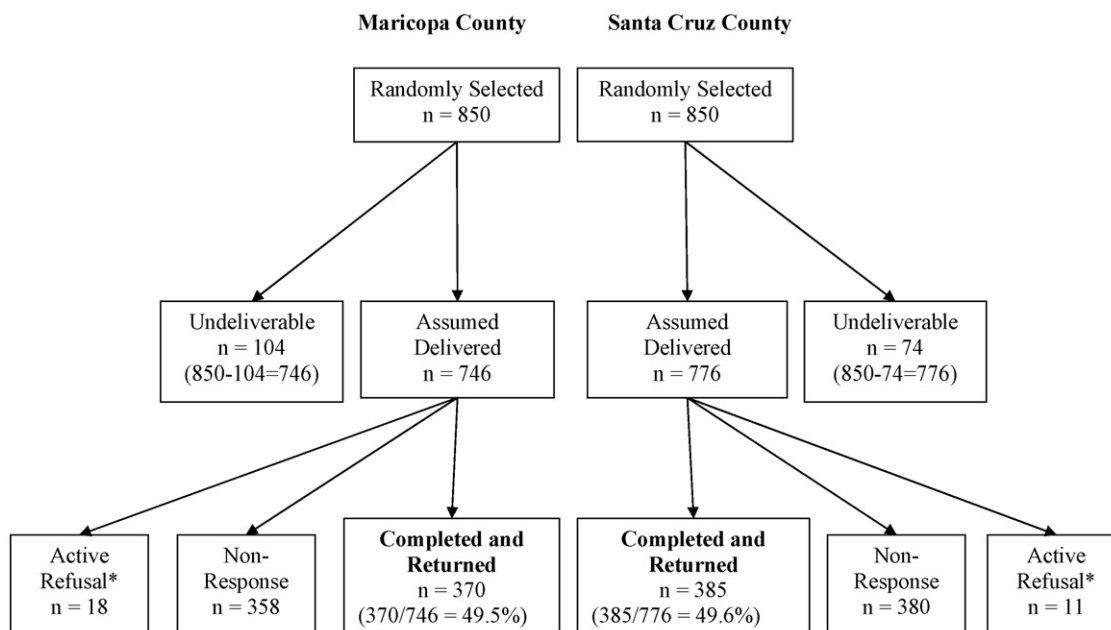 Maricopa County
Santa Cruz County
Randomly Selected
n = 850
Randomly Selected
n = 850
Undeliverable
n = 104
(850-104=746)
Assumed
Delivered
n = 746
Assumed
Delivered
n = 776
Undeliverable
n = 74
(850-74=776)
Active
Refusal*
n = 18
Non-
Response
n = 358
Completed and
Returned
n = 370
(370/746 = 49.5%)
Completed and
Returned
n = 385
(385/776 = 49.6%)
Non-
Response
n = 380
Active
Refusal*
n = 11